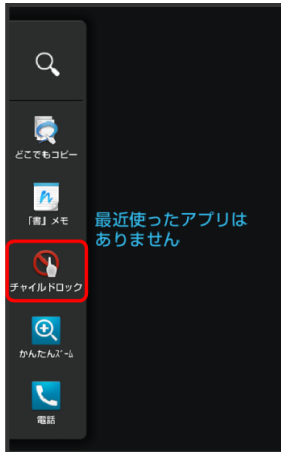 どこでもコピー
「書」メモ
最近使ったアプリは
ありません
チャイルドロック
かんたんズーム
電話